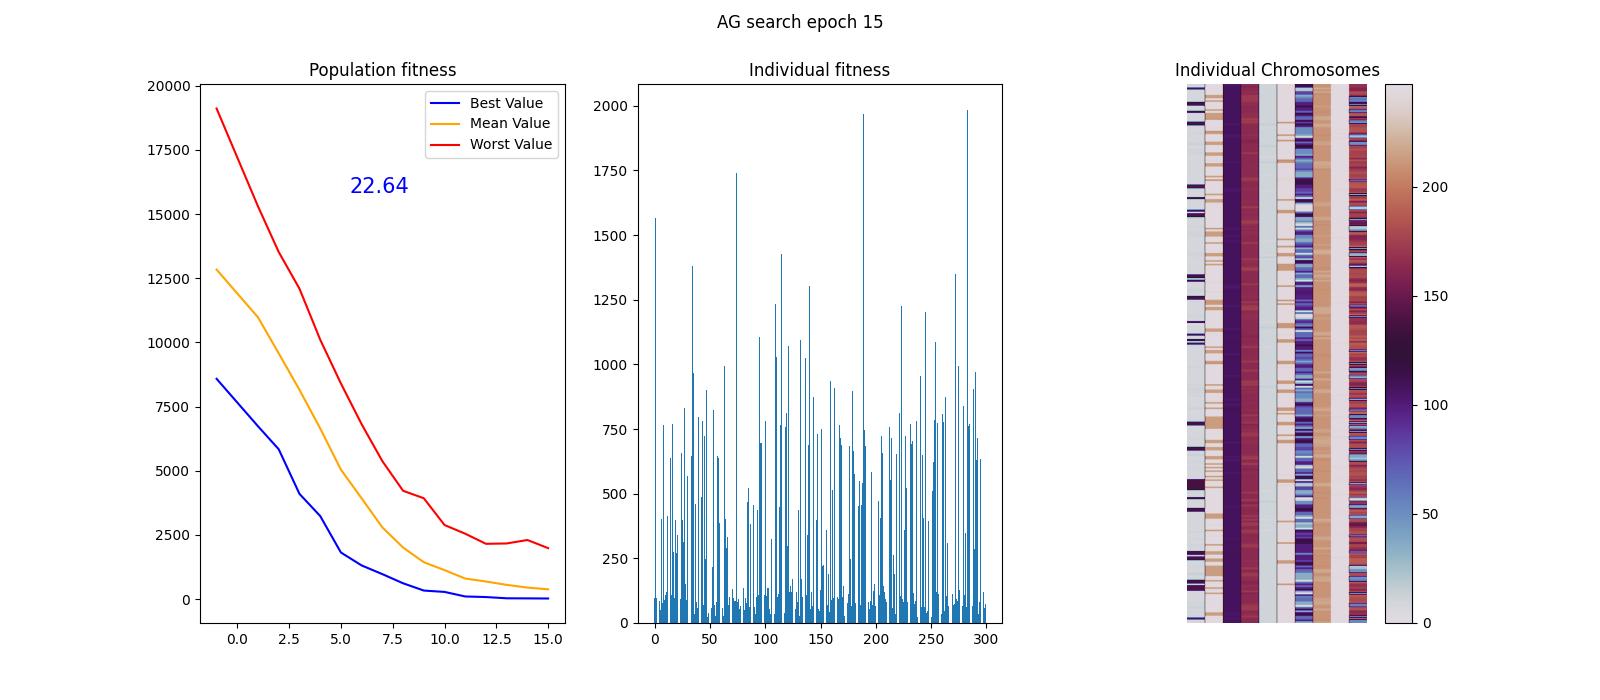 AG search epoch 15
Population fitness
20000
17500
15000
12500
10000
7500
5000
2500
0
0.0 2.5 5.0 7.5 10.0 12.5 15.0
Best Value
Mean Value
Worst Value
22.64
Individual fitness
2000
1750
1500
1250
1000
750
500
250
0
0 50 100 150 200 250 300
Individual Chromosomes
200
150
100
50
0